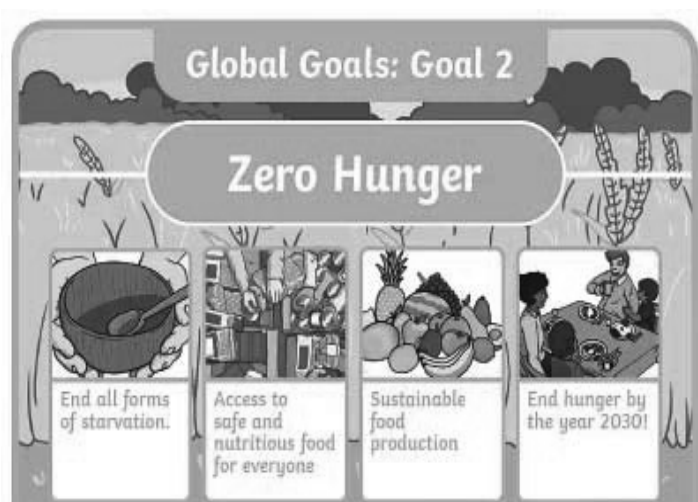 Global Goals: Goal 2
Zero Hunger
End all forms
of starvation.
Access to
safe and
nutritious food
for everyone
Sustainable
food
production
End hunger by
the year 2030!